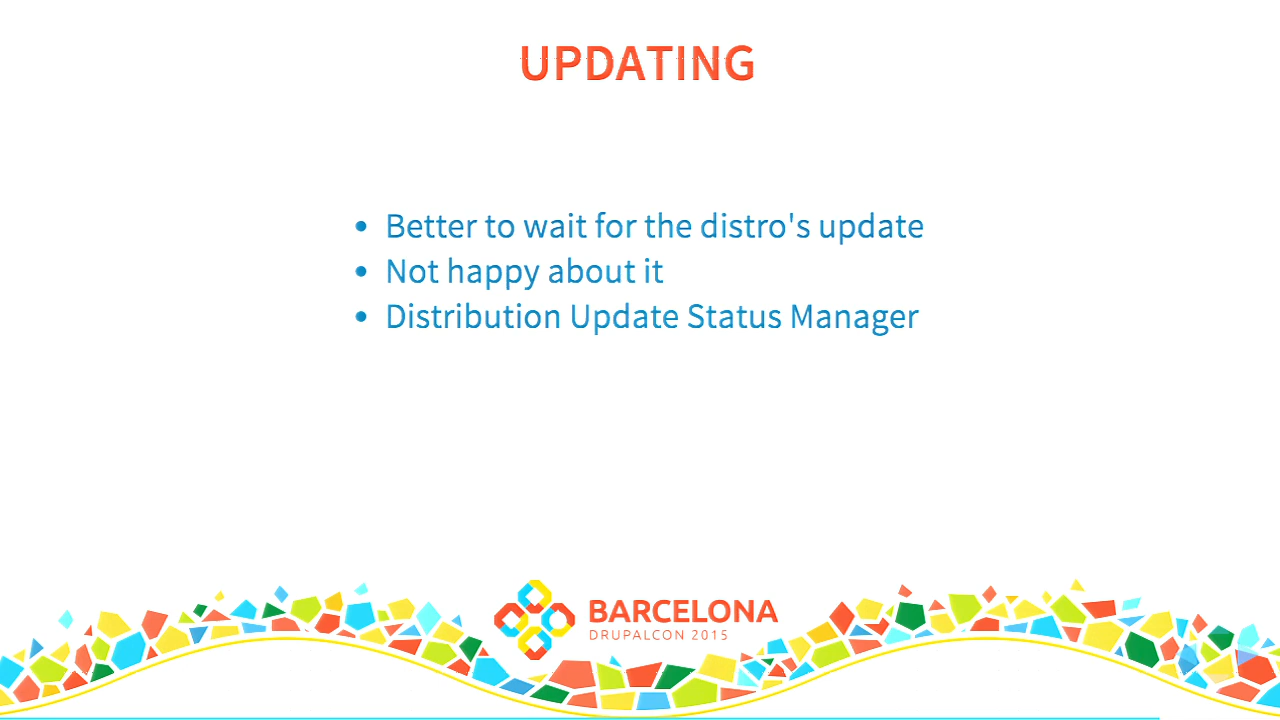 UPDATING
• Better to wait for the distro's update
• Not happy about it
• Distribution Update Status Manager
BARCELONA
DRUPALCON 2015